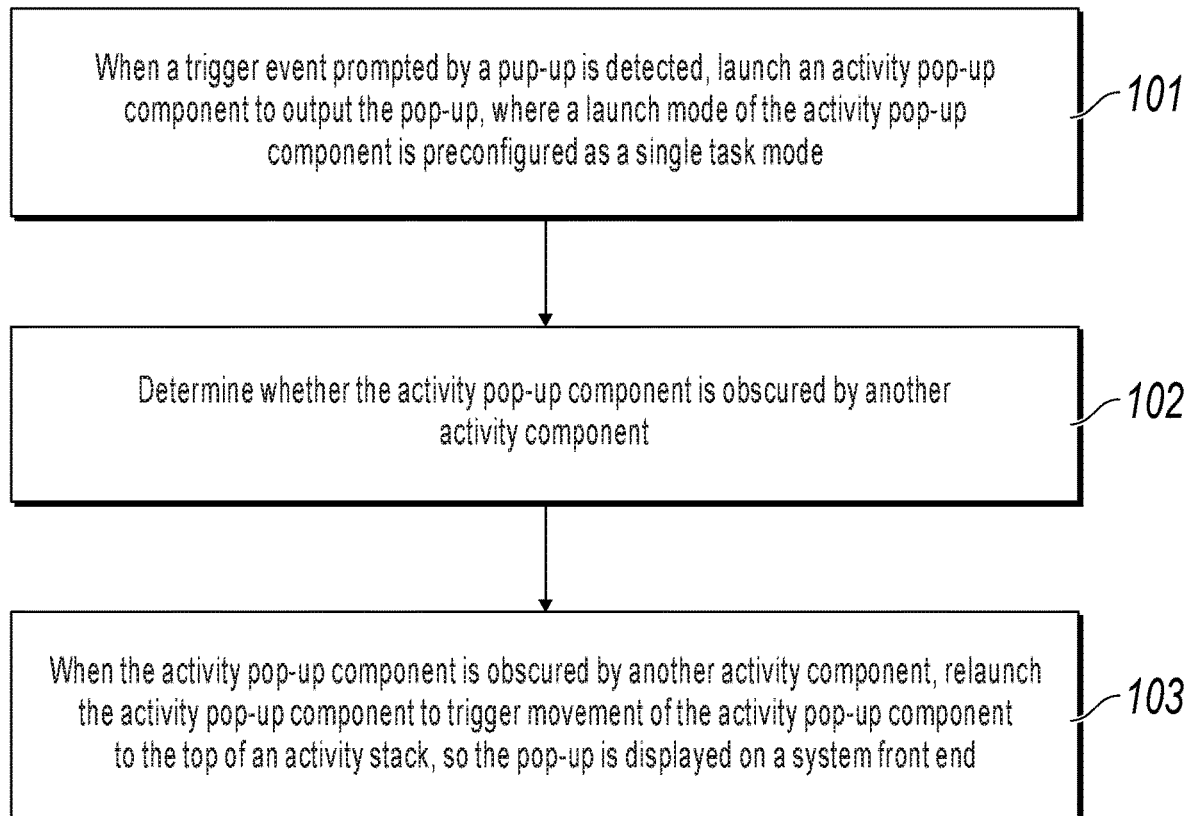 When a trigger event prompted by a pup-up is detected, launch an activity pop-up
component to output the pop-up, where a launch mode of the activity pop-up
component is preconfigured as a single task mode
101
Determine whether the activity pop-up component is obscured by another
activity component
102
When the activity pop-up component is obscured by another activity component, relaunch
the activity pop-up component to trigger movement of the activity pop-up component
to the top of an activity stack, so the pop-up is displayed on a system front end
103